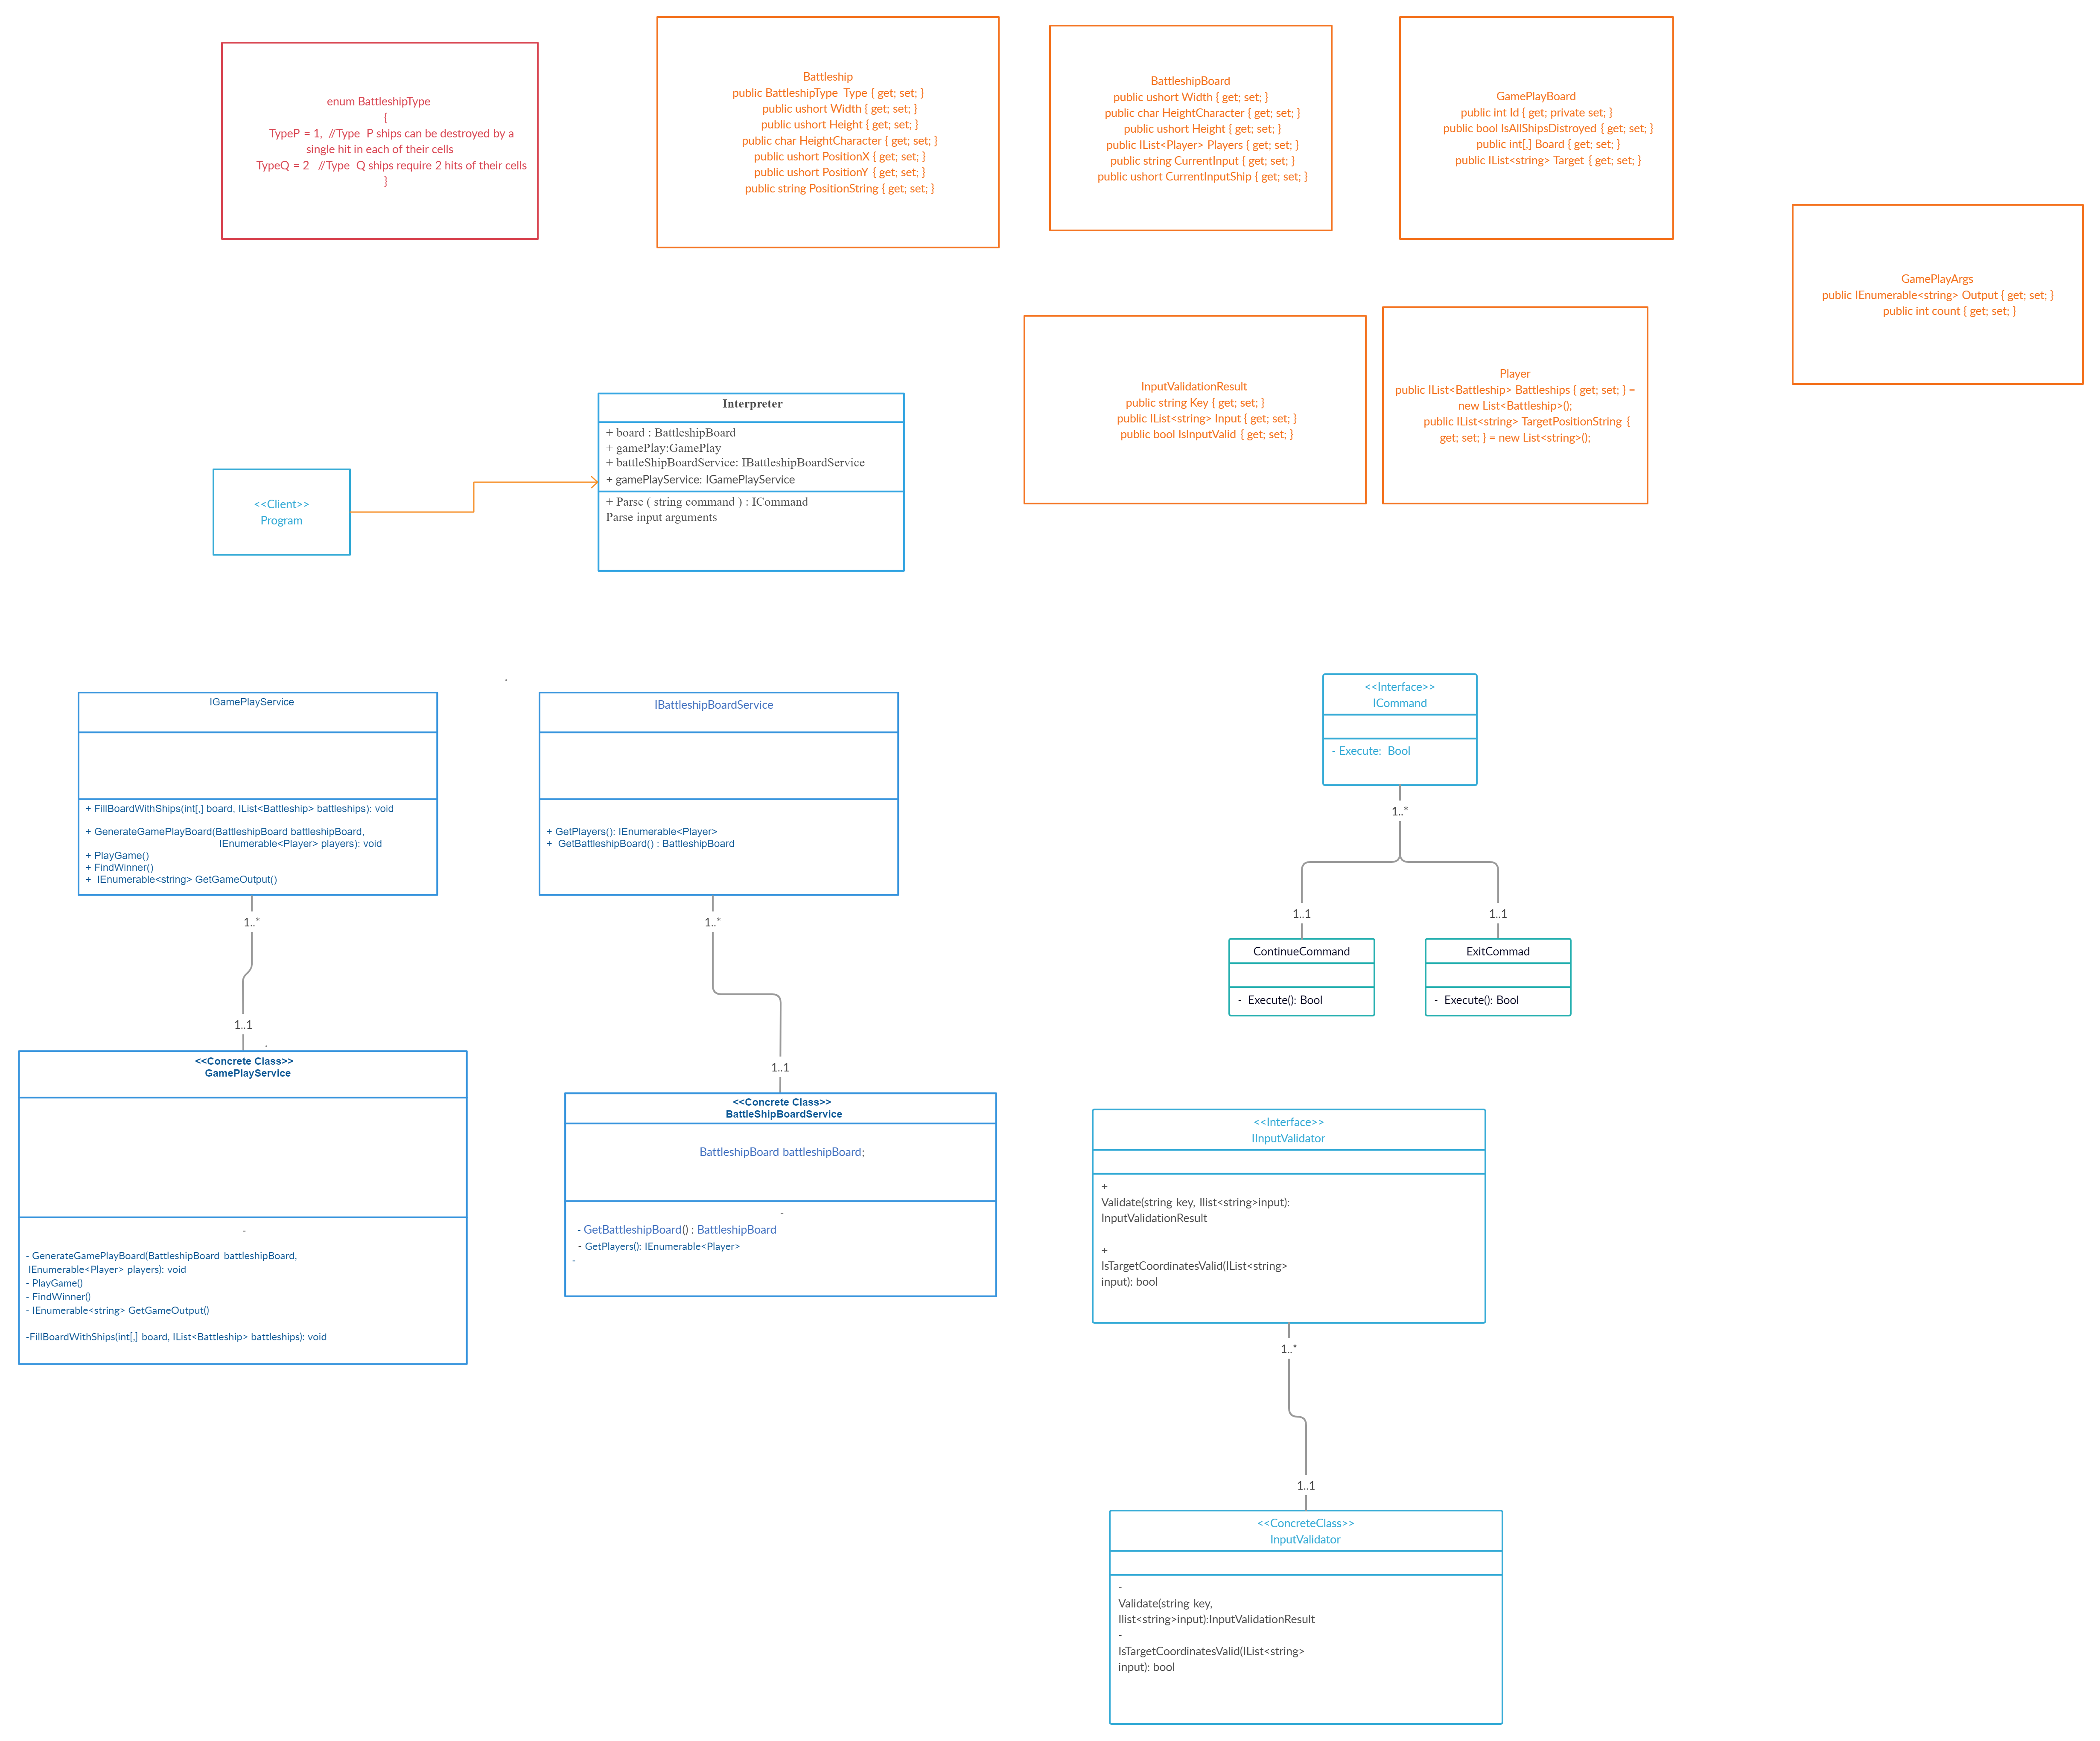 enum BattleshipType
{
TypeP = 1,  //Type  P ships can be destroyed by a
single hit in each of their cells
TypeQ = 2   //Type  Q ships require 2 hits of their cells
}
Battleship
public BattleshipType  Type { get; set; }
public ushort Width { get; set; }
public ushort Height { get; set; }
public char HeightCharacter { get; set; }
public ushort PositionX { get; set; }
public ushort PositionY { get; set; }
public string PositionString { get; set; }
BattleshipBoard
public ushort Width { get; set; }
public char HeightCharacter { get; set; }
public ushort Height { get; set; }
public IList<Player> Players { get; set; }
public string CurrentInput { get; set; }
public ushort CurrentInputShip { get; set; }
GamePlayBoard
public int Id { get; private set; }
public bool IsAllShipsDistroyed { get; set; }
public int[,] Board { get; set; }
public IList<string> Target { get; set; }
GamePlayArgs
public IEnumerable<string> Output { get; set; }
public int count { get; set; }
InputValidationResult
public string Key { get; set; }
public IList<string> Input { get; set; }
public bool IsInputValid { get; set; }
Player
public IList<Battleship> Battleships { get; set; } =
new List<Battleship>();
public IList<string> TargetPositionString {
get; set; } = new List<string>();
<<Client>>
Program
Interpreter
+ board : BattleshipBoard
+ gamePlay:GamePlay
+ battleShipBoardService: IBattleshipBoardService
+ gamePlayService: IGamePlayService
+ Parse ( string command ) : ICommand
Parse input arguments
-
IGamePlayService
+ FillBoardWithShips(int[,] board, IList<Battleship> battleships): void
+ GenerateGamePlayBoard(BattleshipBoard battleshipBoard,
IEnumerable<Player> players): void
+ PlayGame()
+ FindWinner()
+  IEnumerable<string> GetGameOutput()
1..*
1..1
.
<<Concrete Class>>
GamePlayService
-
- GenerateGamePlayBoard(BattleshipBoard battleshipBoard,
IEnumerable<Player> players): void
- PlayGame()
- FindWinner()
- IEnumerable<string> GetGameOutput()
-FillBoardWithShips(int[,] board, IList<Battleship> battleships): void
IBattleshipBoardService
+ GetPlayers(): IEnumerable<Player>
+  GetBattleshipBoard() : BattleshipBoard
1..*
1..1
<<Concrete Class>>
BattleShipBoardService
BattleshipBoard battleshipBoard;
-
- GetBattleshipBoard() : BattleshipBoard
- GetPlayers(): IEnumerable<Player>
-
<<Interface>>
ICommand
- Execute:  Bool
1..*
1..1
1..1
ContinueCommand
-  Execute(): Bool
ExitCommad
-  Execute(): Bool
<<Interface>>
IInputValidator
+
Validate(string key, Ilist<string>input):
InputValidationResult
+
IsTargetCoordinatesValid(IList<string>
input): bool
1..*
1..1
<<ConcreteClass>>
InputValidator
-
Validate(string key,
Ilist<string>input):InputValidationResult
-
IsTargetCoordinatesValid(IList<string>
input): bool